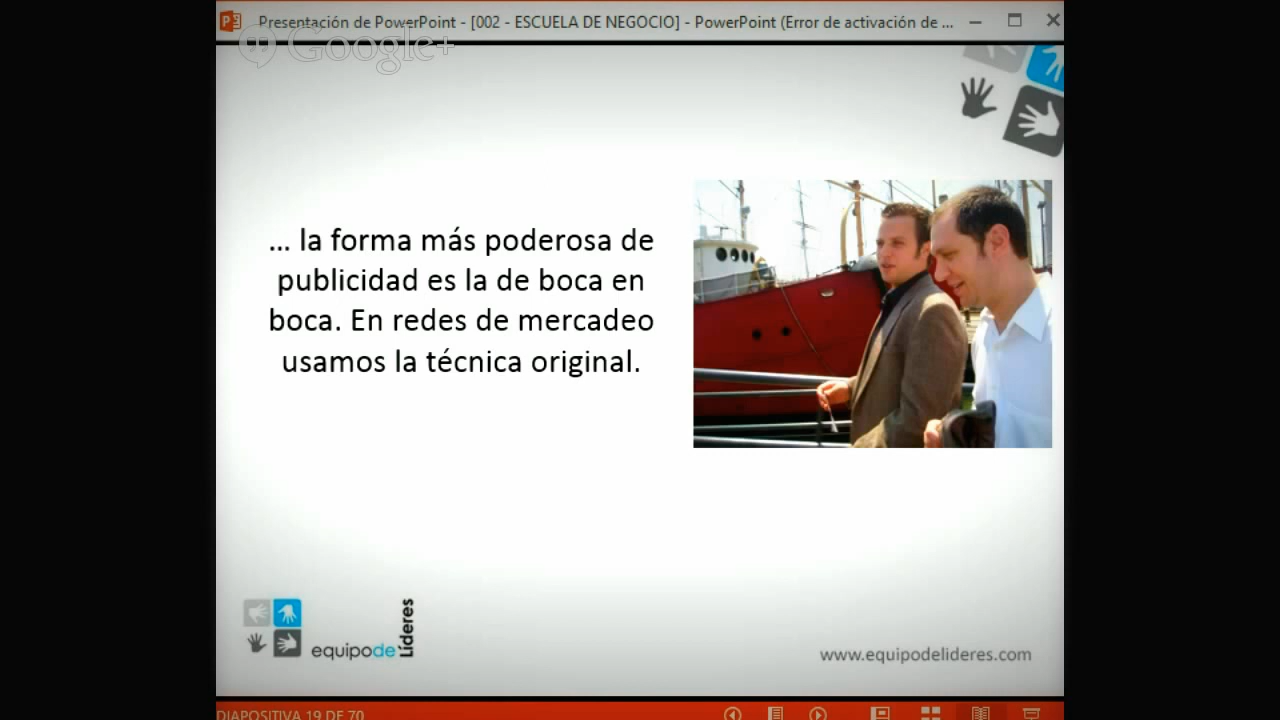 Presentación de PowerPoint - [002 - ESCUELA DE NEGOCIO] - PowerPoint (Error de activación de ...
Google+
... la forma más poderosa de
publicidad es la de boca en
boca. En redes de mercadeo
usamos la técnica original.
equipodeLíderes
www.equipodelideres.com
DIAPOSITIVA 19 DE 70